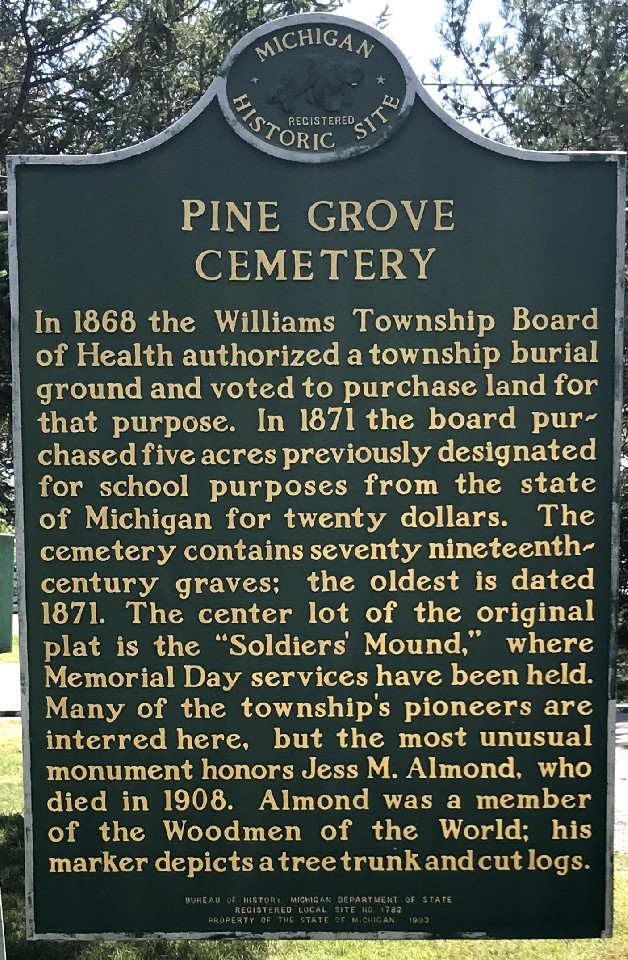 MICHIGAN
REGISTERED
HISTORIC SITE
PINE GROVE
CEMETERY
In 1868 the Williams Township Board
of Health authorized a township burial
ground and voted to purchase land for
that purpose. In 1871 the board pur~
chased five acres previously designated
for school purposes from the state
of Michigan for twenty dollars. The
cemetery contains seventy nineteenth~
century graves; the oldest is dated
1871. The center lot of the original
plat is the "Soldiers' Mound," where
Memorial Day services have been held.
Many of the township's pioneers are
interred here, but the most unusual
monument honors Jess M. Almond, who
died in 1908. Almond was a member
of the Woodmen of the World; his
marker depicts a tree trunk and cut logs.
BUREAU OF HISTORY, MICHIGAN DEPARTMENT OF STATE
REGISTERED LOCAL SITE NO. 1782
PROPERTY OF THE STATE OF MICHIGAN 1993